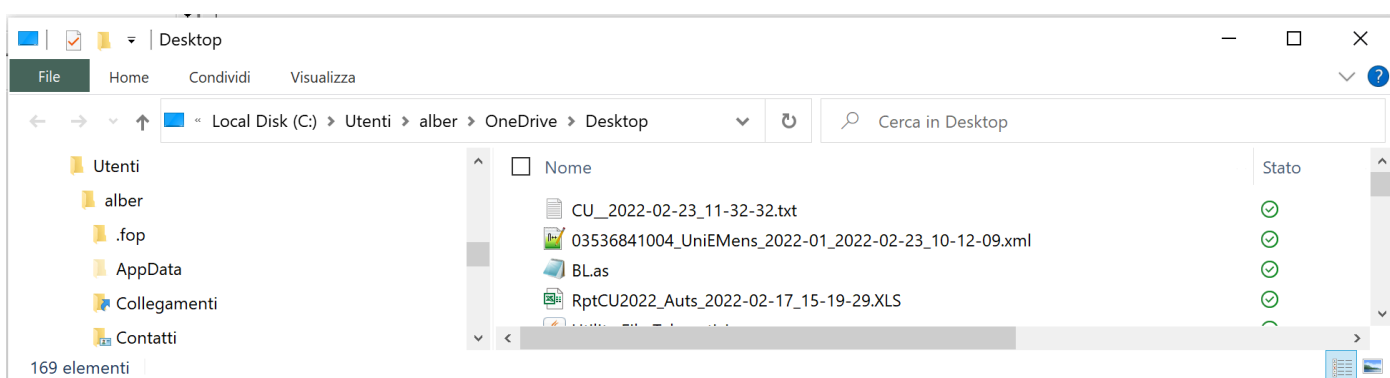 Desktop
File Home Condividi Visualizza ?
« Local Disk (C:) > Utenti > alber > OneDrive > Desktop Cerca in Desktop
Utenti
alber
.fop
AppData
Collegamenti
Contatti
Nome Stato
CU__2022-02-23_11-32-32.txt
03536841004_UniEMens_2022-01_2022-02-23_10-12-09.xml
BL.as
RptCU2022_Auts_2022-02-17_15-19-29.XLS
169 elementi